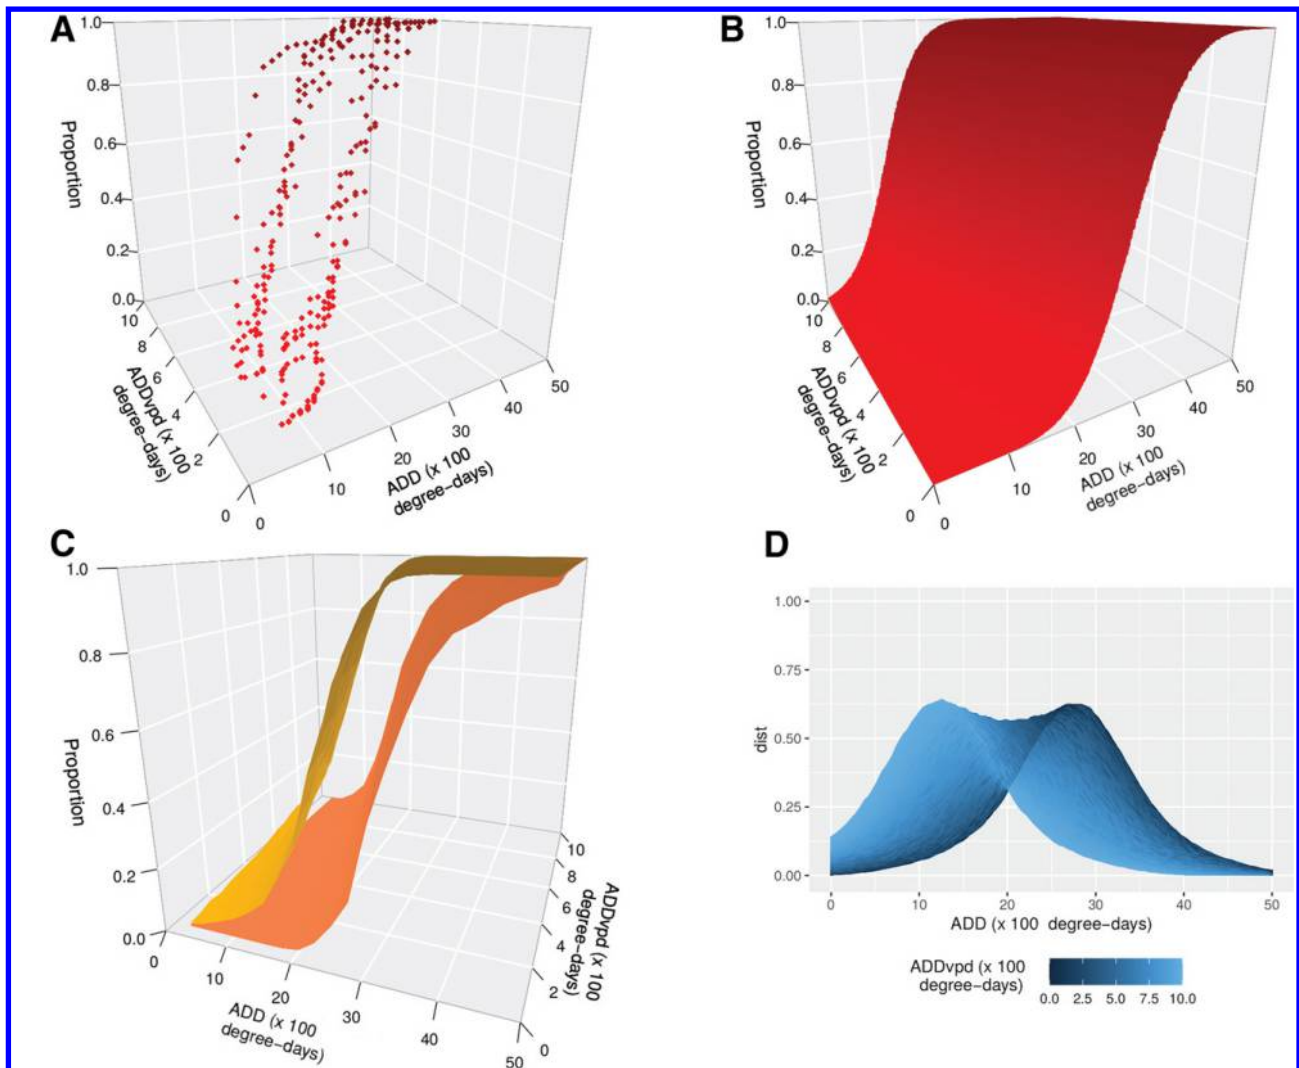 A
1.0
0.8
0.6
0.4
0.2
0.0
Proportion
10
8
6
4
2
0
ADDvpd (x 100
degree-days)
0
10
20
30
40
50
ADD (x 100
degree-days)
B
1.0
0.8
0.6
0.4
0.2
0.0
Proportion
10
8
6
4
2
0
ADDvpd (x 100
degree-days)
0
10
20
30
40
50
ADD (x 100
degree-days)
C
1.0
0.8
0.6
0.4
0.2
0.0
Proportion
0
10
20
30
40
50
ADD (x 100
degree-days)
10
8
6
4
2
0
ADDvpd (x 100
degree-days)
D
1.00
0.75
0.50
0.25
0.00
dist
0 10 20 30 40 50
ADD (x 100 degree-days)
ADDvpd (x 100
degree-days)
0.0 2.5 5.0 7.5 10.0